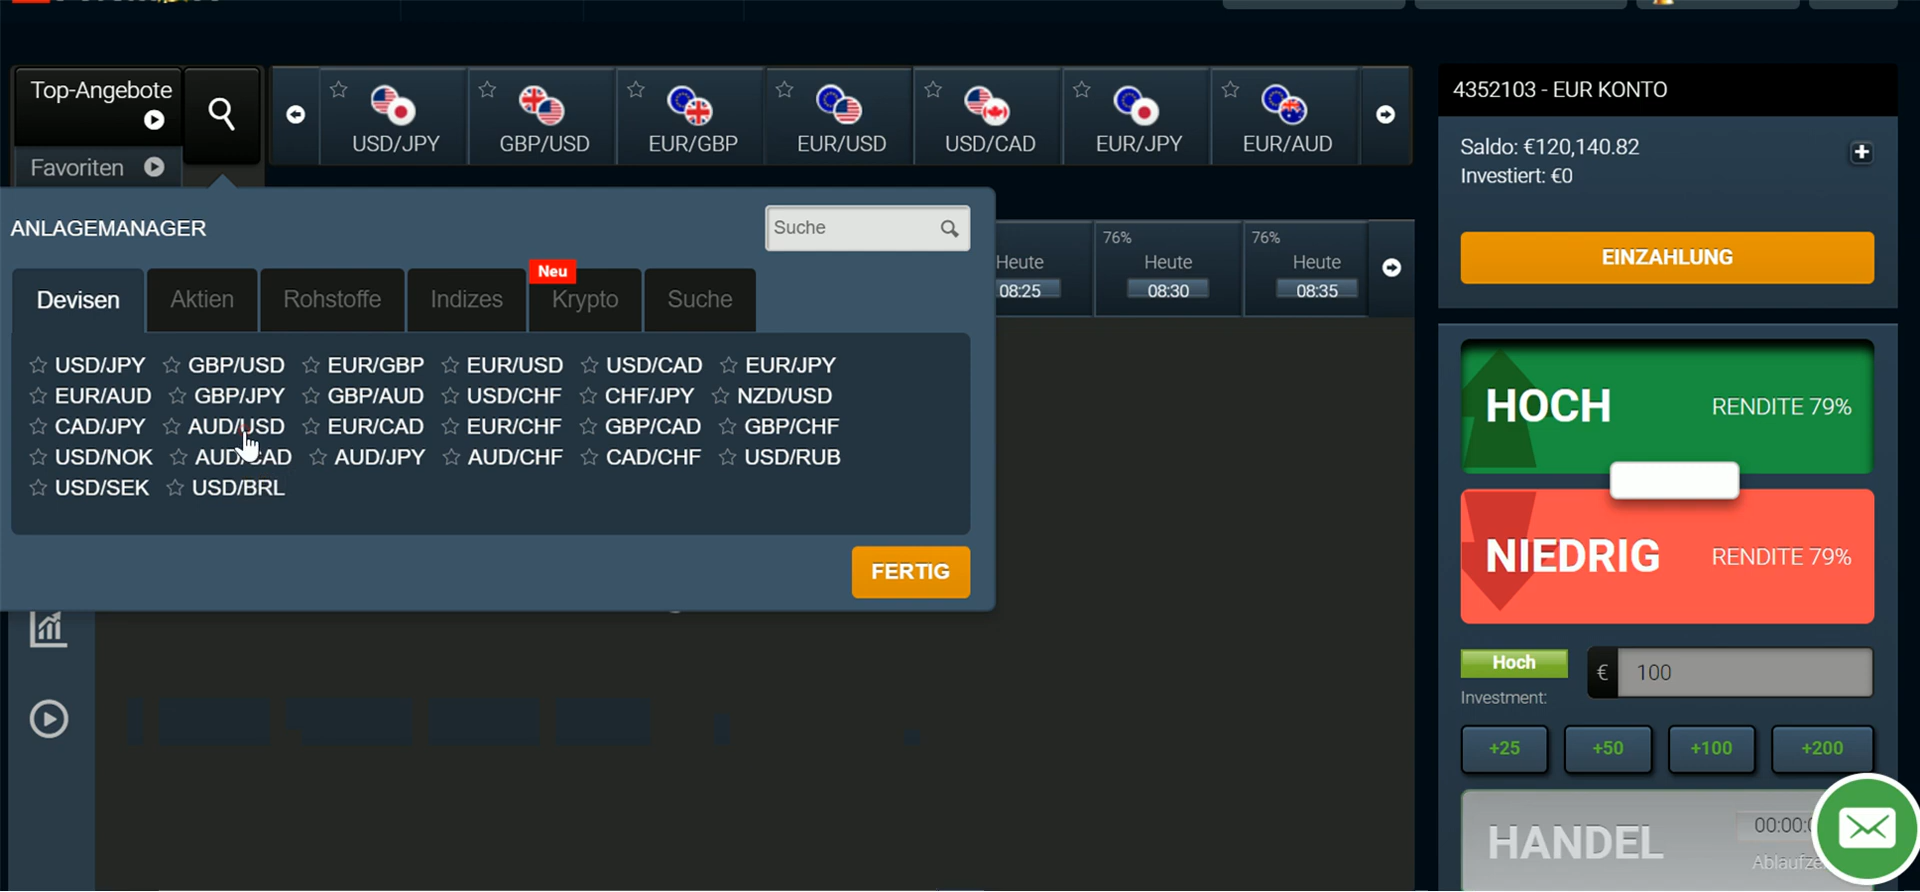 Top-Angebote
Favoriten
USD/JPY
GBP/USD
EUR/GBP
EUR/USD
USD/CAD
EUR/JPY
EUR/AUD
4352103 - EUR KONTO
Saldo: €120,140.82
Investiert: €0
EINZAHLUNG
ANLAGEMANAGER
Suche
Devisen
Aktien
Rohstoffe
Indizes
Neu
Krypto
Suche
USD/JPY GBP/USD EUR/GBP EUR/USD USD/CAD EUR/JPY
EUR/AUD GBP/JPY GBP/AUD USD/CHF CHF/JPY NZD/USD
CAD/JPY AUD/USD EUR/CAD EUR/CHF GBP/CAD GBP/CHF
USD/NOK AUD/CAD AUD/JPY AUD/CHF CAD/CHF USD/RUB
USD/SEK USD/BRL
FERTIG
Heute
08:25
76%
Heute
08:30
76%
Heute
08:35
HOCH RENDITE 79%
NIEDRIG RENDITE 79%
Hoch
Investment:
€ 100
+25 +50 +100 +200
HANDEL